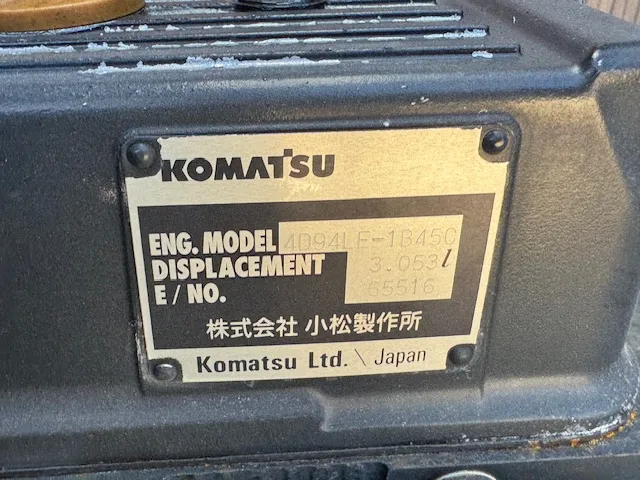 KOMATSU
ENG. MODEL 4D94LE-1B45C
DISPLACEMENT 3.053 l
E / NO. 65516
株式会社 小松製作所
Komatsu Ltd. \ Japan